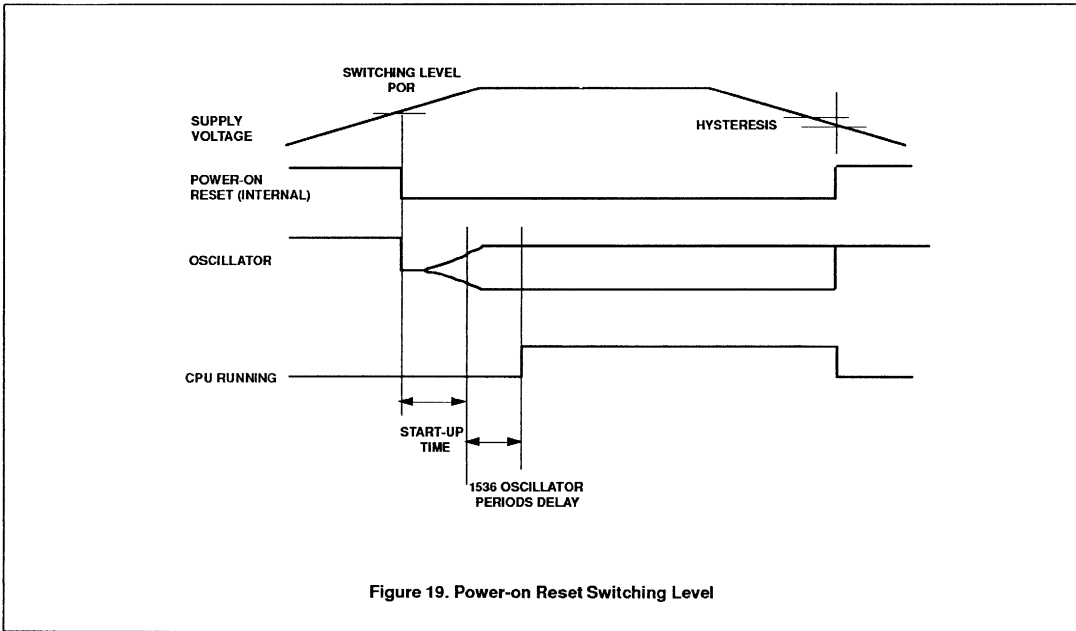 SWITCHING LEVEL
POR
SUPPLY
VOLTAGE
HYSTERESIS
POWER-ON
RESET (INTERNAL)
OSCILLATOR
CPU RUNNING
START-UP
TIME
1536 OSCILLATOR
PERIODS DELAY
Figure 19. Power-on Reset Switching Level